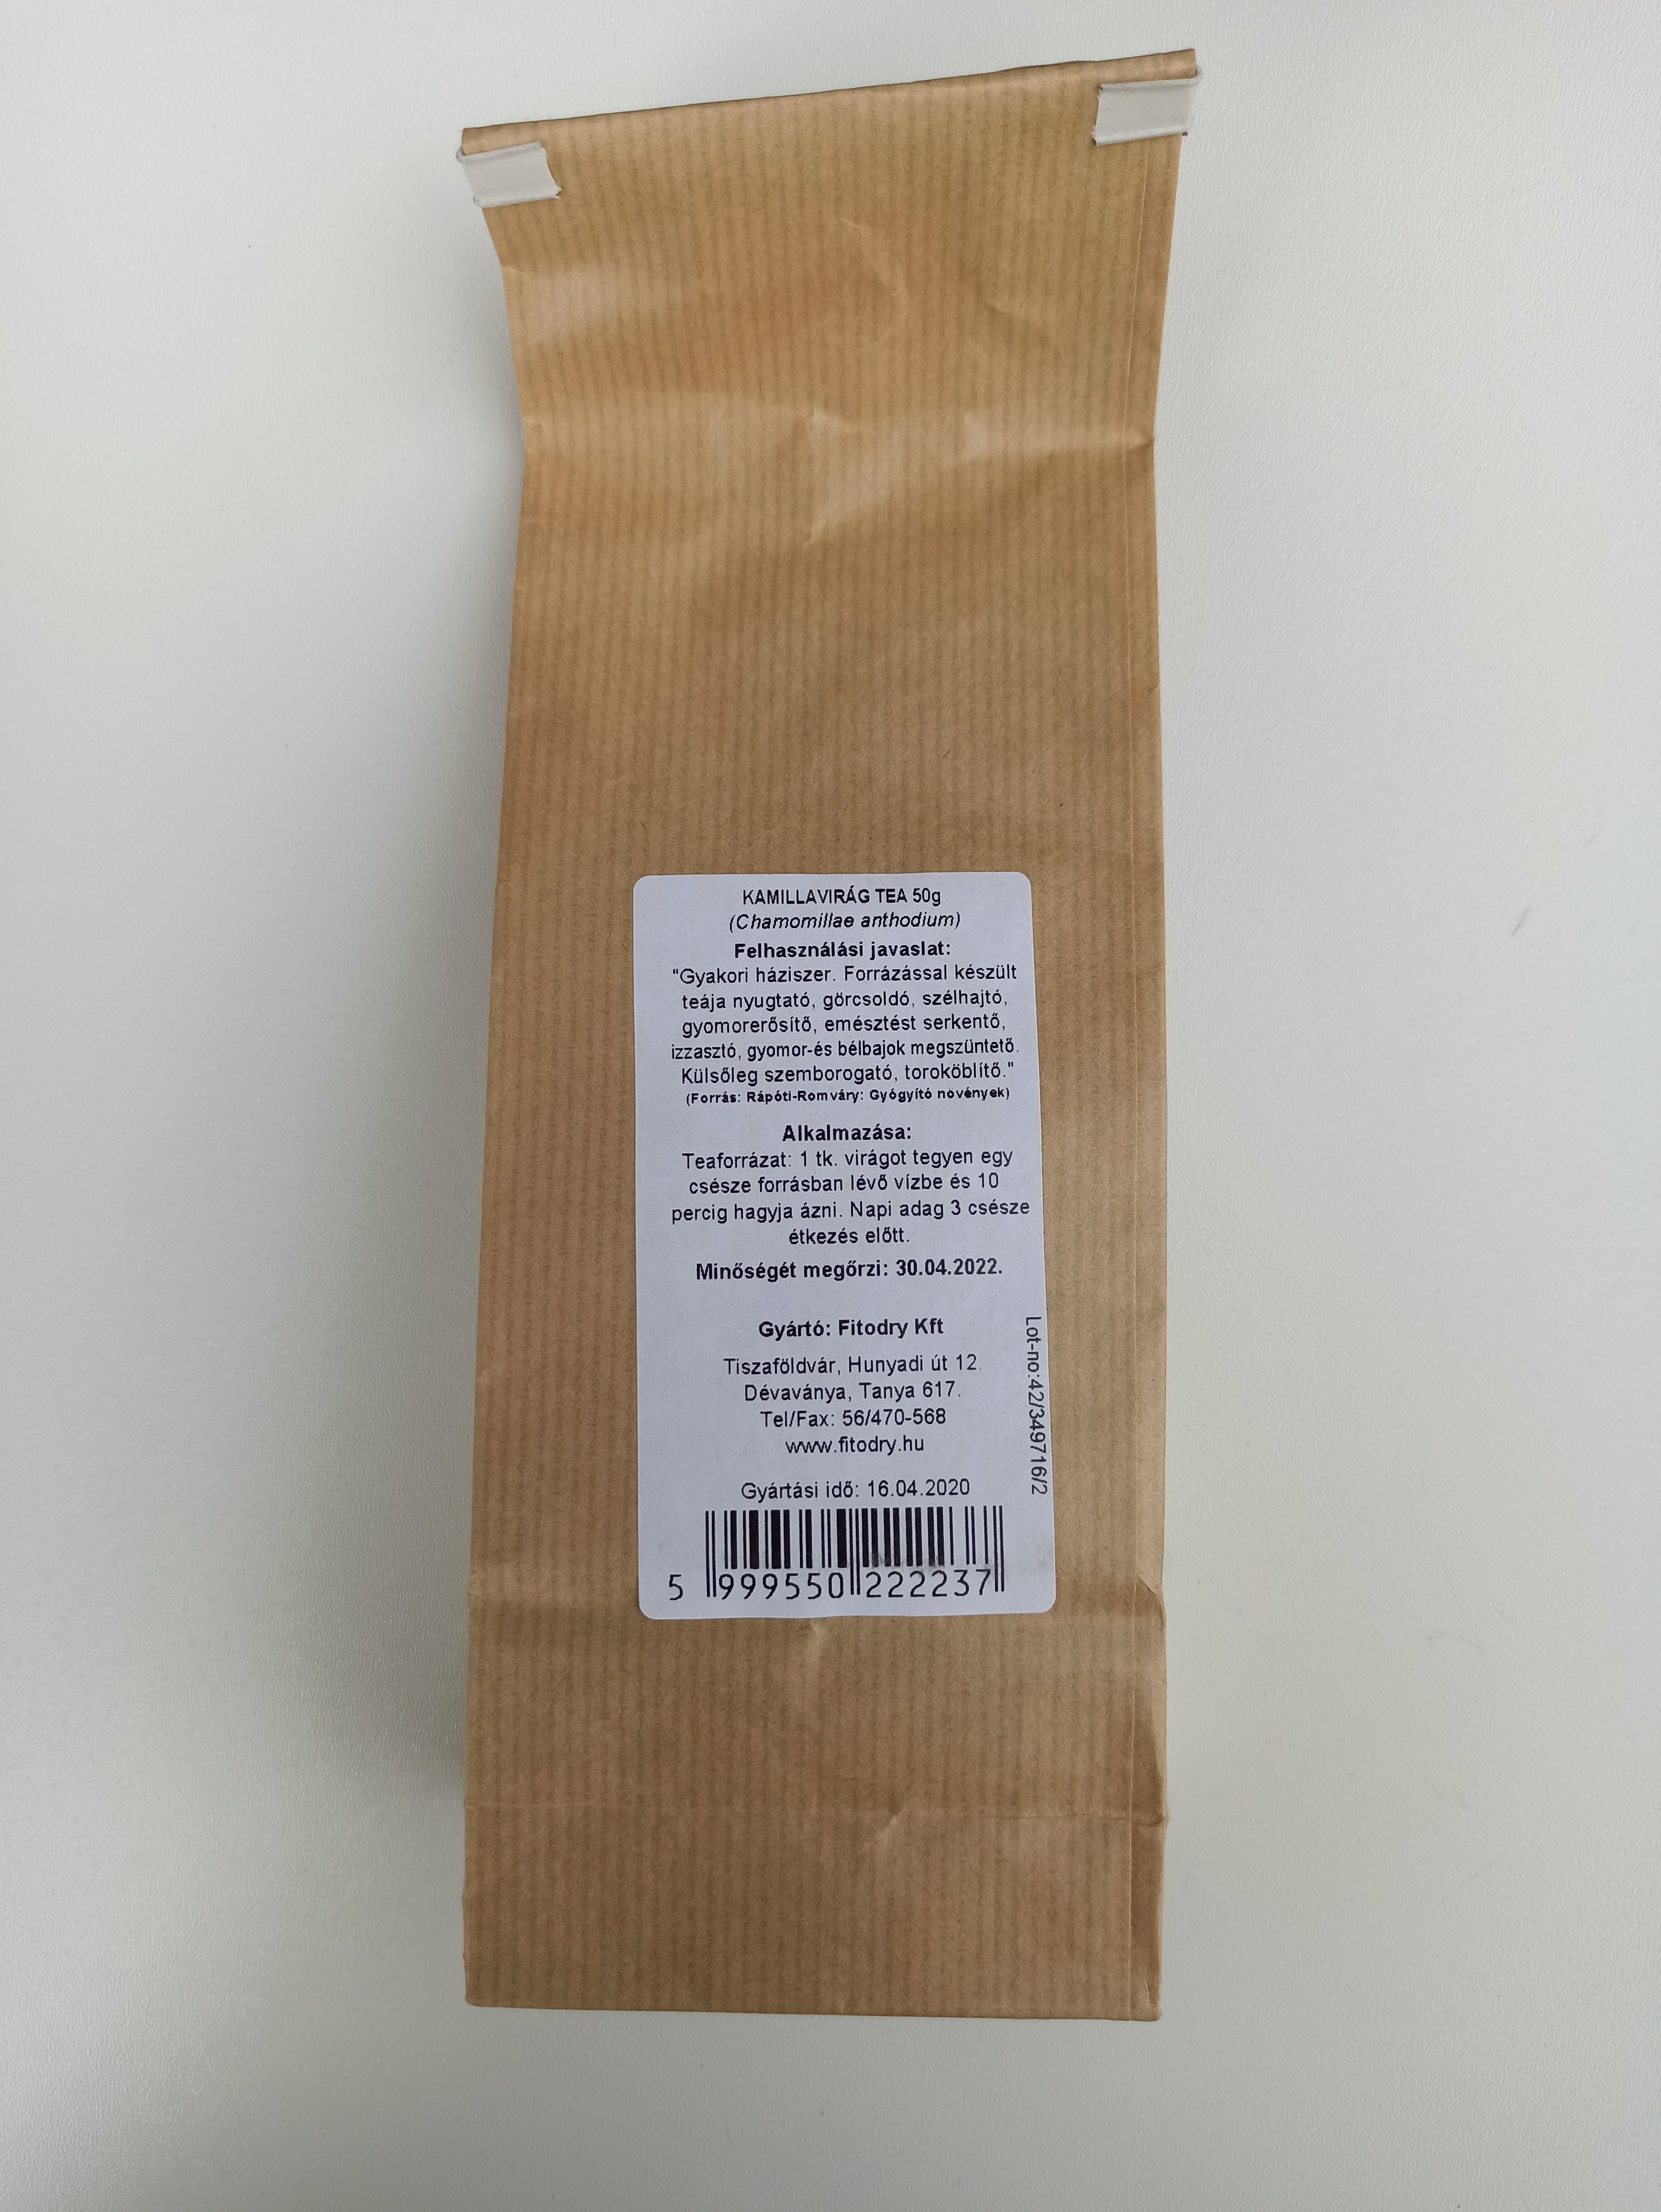 KAMILLAVIRÁG TEA 50g
(Chamomillae anthodium)
Felhasználási javaslat:
"Gyakori háziszer. Forrázással készült
teája nyugtató, görcsoldó, szélhajtó,
gyomorerősítő, emésztést serkentő,
izzasztó, gyomor-és bélbajok megszüntető.
Külsőleg szemborogató, toroköblítő."
(Forrás: Rápóti-Romváry: Gyógyító növények)
Alkalmazása:
Teaforrázat: 1 tk. virágot tegyen egy
csésze forrásban lévő vízbe és 10
percig hagyja ázni. Napi adag 3 csésze
étkezés előtt.
Minőségét megőrzi: 30.04.2022.
Gyártó: Fitodry Kft
Tiszaföldvár, Hunyadi út 12.
Dévaványa, Tanya 617.
Tel/Fax: 56/470-568
www.fitodry.hu
Gyártási idő: 16.04.2020
Lot-no:42/349716/2
5 999550 222237